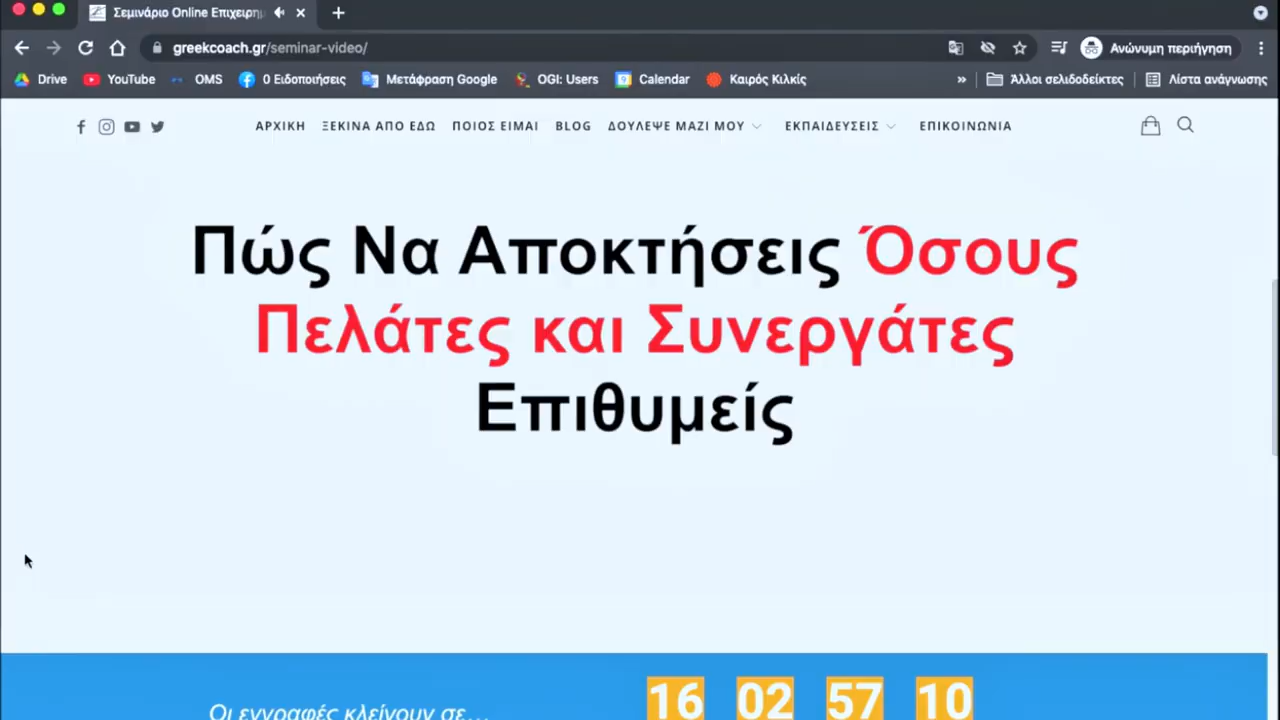 Σεμινάριο Online Επιχειρημ
greekcoach.gr/seminar-video/
Ανώνυμη περιήγηση
Drive
YouTube
OMS
0 Ειδοποιήσεις
Μετάφραση Google
OGI: Users
Calendar
Καιρός Κιλκίς
»
Άλλοι σελιδοδείκτες
Λίστα ανάγνωσης
ΑΡΧΙΚΗ
ΞΕΚΙΝΑ ΑΠΟ ΕΔΩ
ΠΟΙΟΣ ΕΙΜΑΙ
BLOG
ΔΟΥΛΕΨΕ ΜΑΖΙ ΜΟΥ
ΕΚΠΑΙΔΕΥΣΕΙΣ
ΕΠΙΚΟΙΝΩΝΙΑ
Πώς Να Αποκτήσεις Όσους
Πελάτες και Συνεργάτες
Επιθυμείς
Οι εγγραφές κλείνουν σε...
16 02 57 10